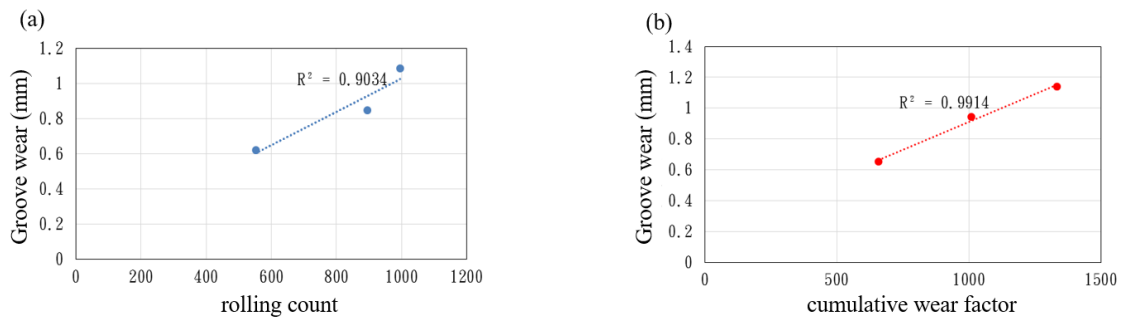 (a)
1.2
1
0.8
0.6
0.4
0.2
0
Groove wear (mm)
R² = 0.9034
0 200 400 600 800 1000 1200
rolling count
(b)
1.4
1.2
1
0.8
0.6
0.4
0.2
0
Groove wear (mm)
R² = 0.9914
0 500 1000 1500
cumulative wear factor